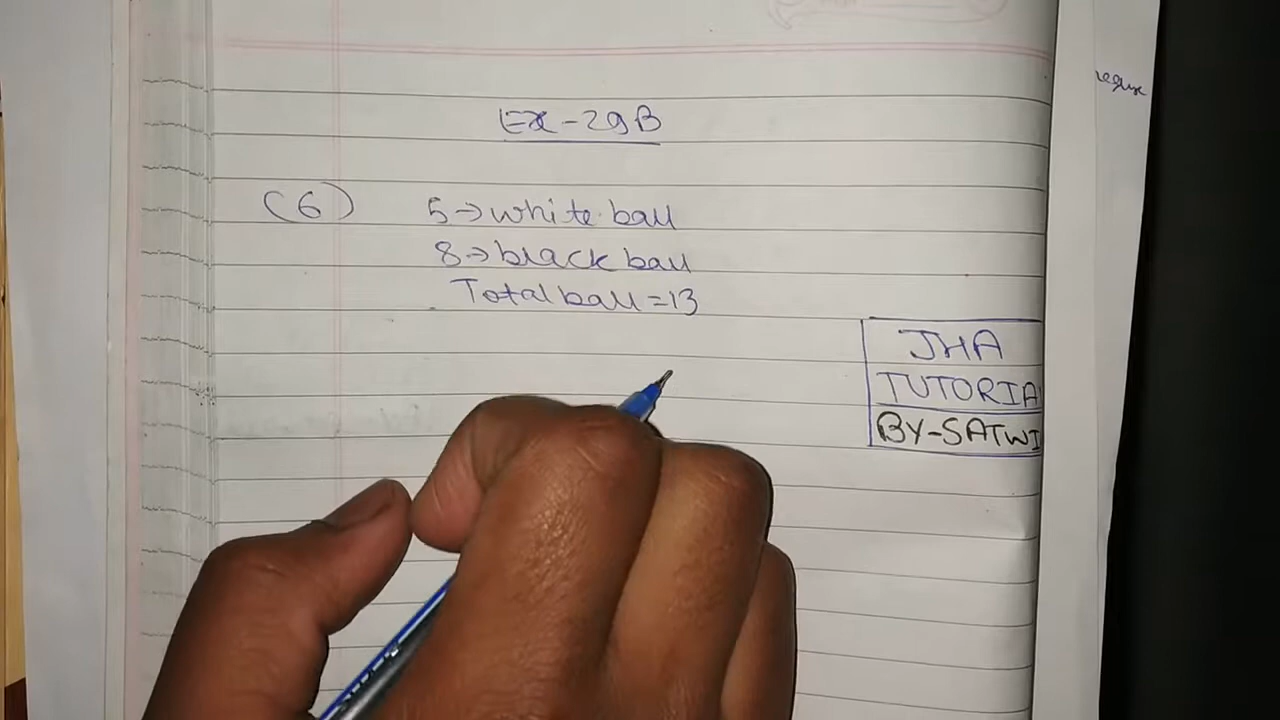 Ex-29B
(6) 5→white ball
8→black ball
Total ball=13
JHA
TUTORIA
BY-SATWI